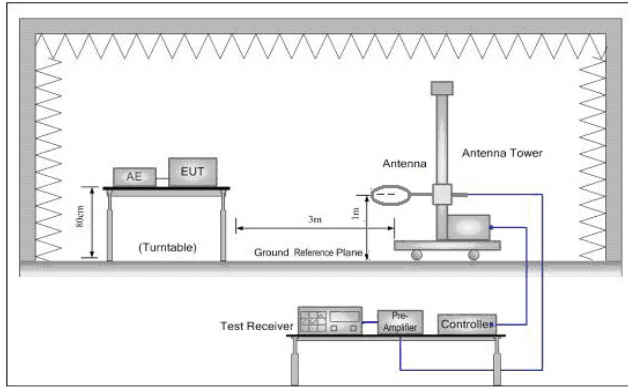 Antenna
Antenna Tower
AE
EUT
80cm
(Turntable)
3m
1m
Ground Reference Plane
Test Receiver
Pre-
Amplifier
Controller